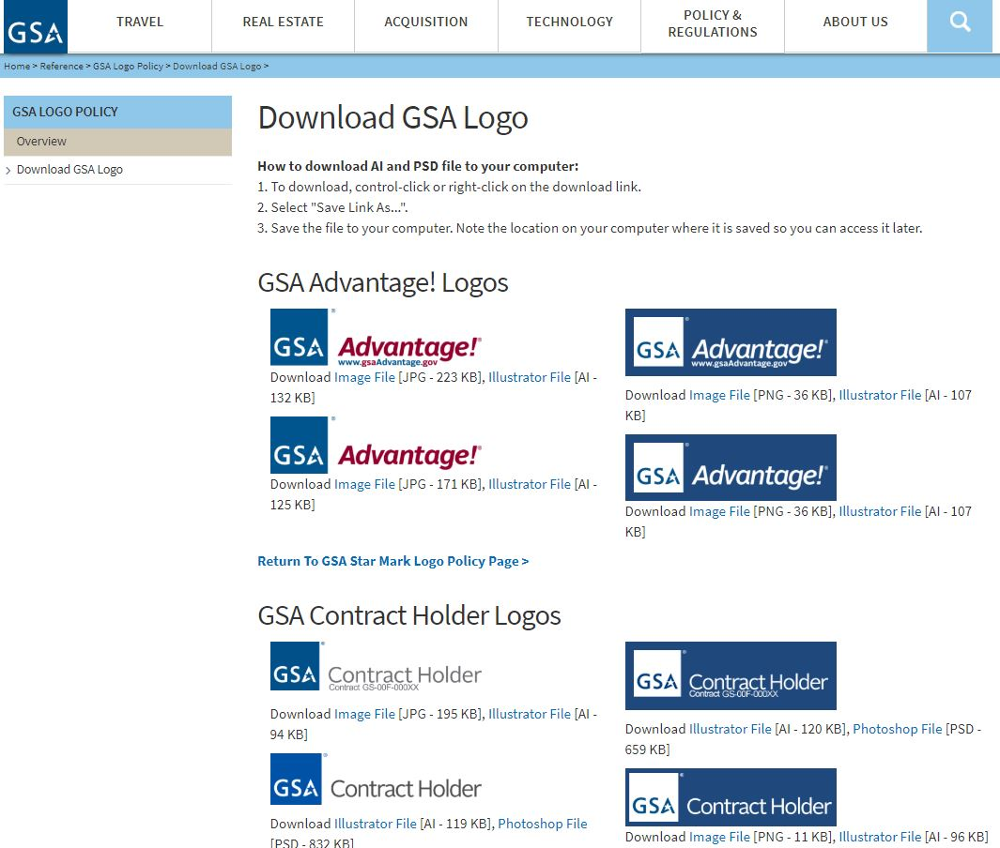 GSA
TRAVEL
REAL ESTATE
ACQUISITION
TECHNOLOGY
POLICY &
REGULATIONS
ABOUT US
Home > Reference > GSA Logo Policy > Download GSA Logo >
GSA LOGO POLICY
Overview
Download GSA Logo
Download GSA Logo
How to download AI and PSD file to your computer:
1. To download, control-click or right-click on the download link.
2. Select "Save Link As...".
3. Save the file to your computer. Note the location on your computer where it is saved so you can access it later.
GSA Advantage! Logos
GSA Advantage!®
www.gsaAdvantage.gov
Download Image File [JPG - 223 KB], Illustrator File [AI -
132 KB]
GSA Advantage!®
www.gsaAdvantage.gov
Download Image File [PNG - 36 KB], Illustrator File [AI - 107
KB]
GSA Advantage!®
Download Image File [JPG - 171 KB], Illustrator File [AI -
125 KB]
GSA Advantage!®
Download Image File [PNG - 36 KB], Illustrator File [AI - 107
KB]
Return To GSA Star Mark Logo Policy Page >
GSA Contract Holder Logos
GSA® Contract Holder
Contract GS-00F-000XX
Download Image File [JPG - 195 KB], Illustrator File [AI -
94 KB]
GSA® Contract Holder
Contract GS-00F-000XX
Download Illustrator File [AI - 120 KB], Photoshop File [PSD -
659 KB]
GSA® Contract Holder
Download Illustrator File [AI - 119 KB], Photoshop File
[PSD - 832 KB]
GSA® Contract Holder
Download Image File [PNG - 11 KB], Illustrator File [AI - 96 KB]